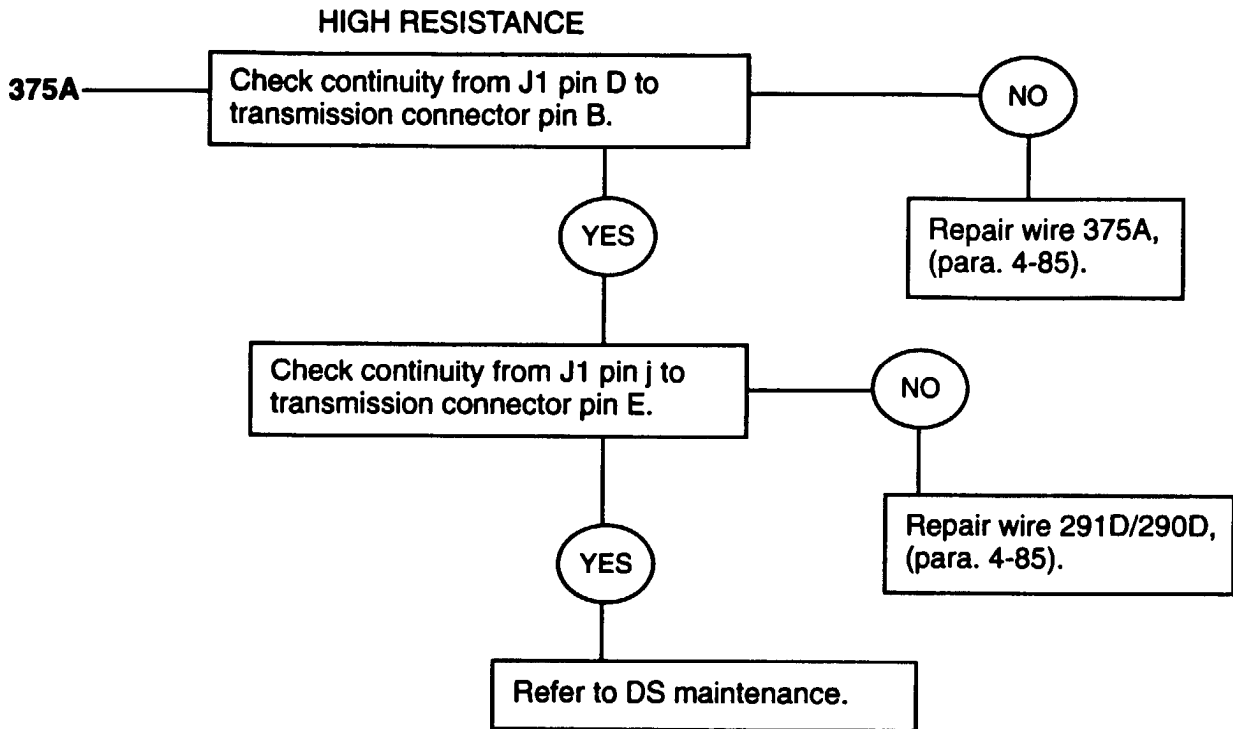 HIGH RESISTANCE
375A
Check continuity from J1 pin D to
transmission connector pin B.
NO
YES
Repair wire 375A,
(para. 4-85).
Check continuity from J1 pin j to
transmission connector pin E.
NO
YES
Repair wire 291D/290D,
(para. 4-85).
Refer to DS maintenance.